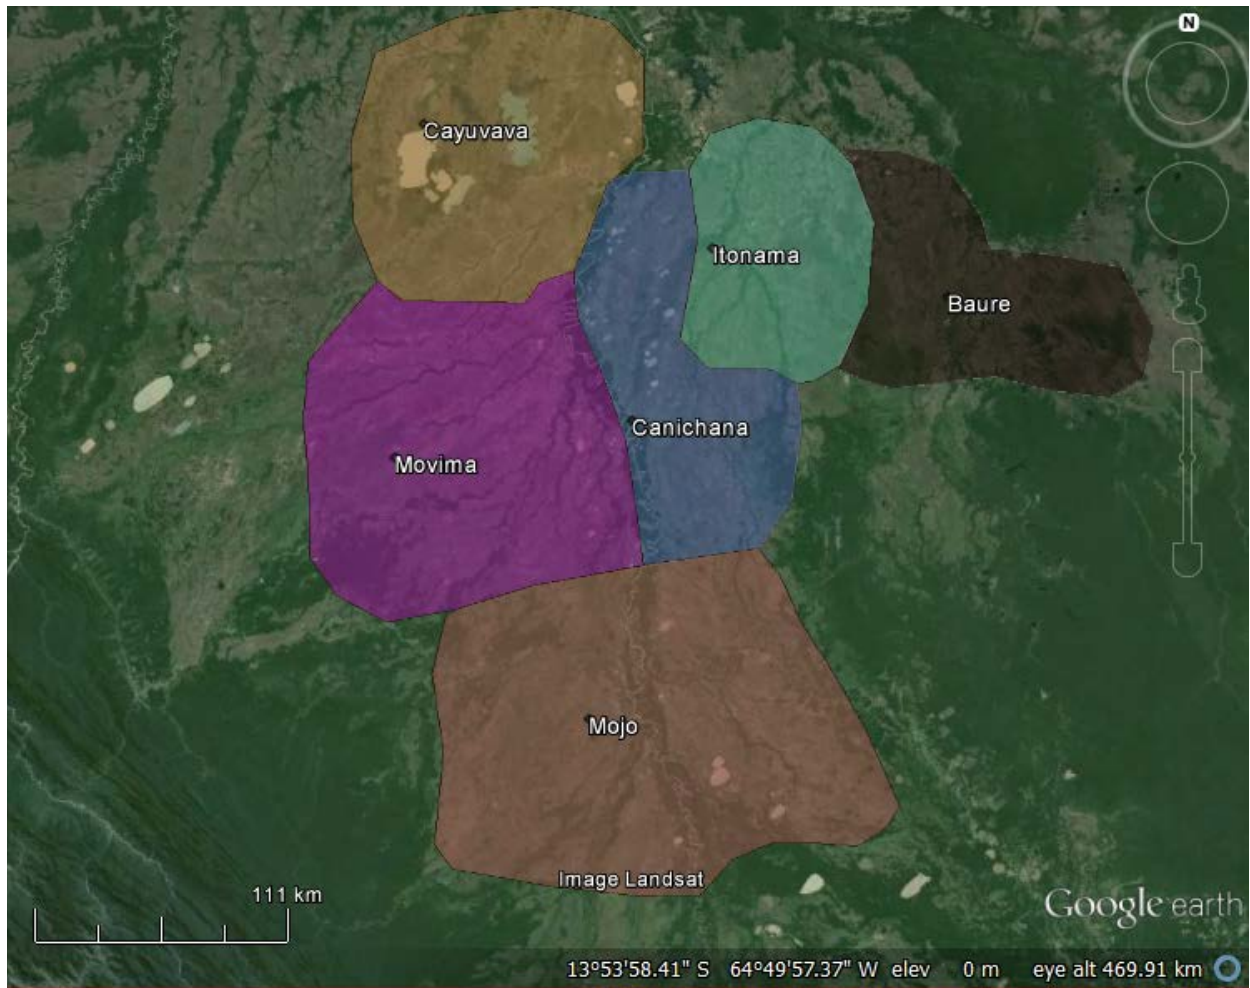 N
Cayuvava
Itonama
Baure
Canichana
Movima
Mojo
Image Landsat
111 km
Google earth
13°53'58.41" S 64°49'57.37" W elev 0 m eye alt 469.91 km